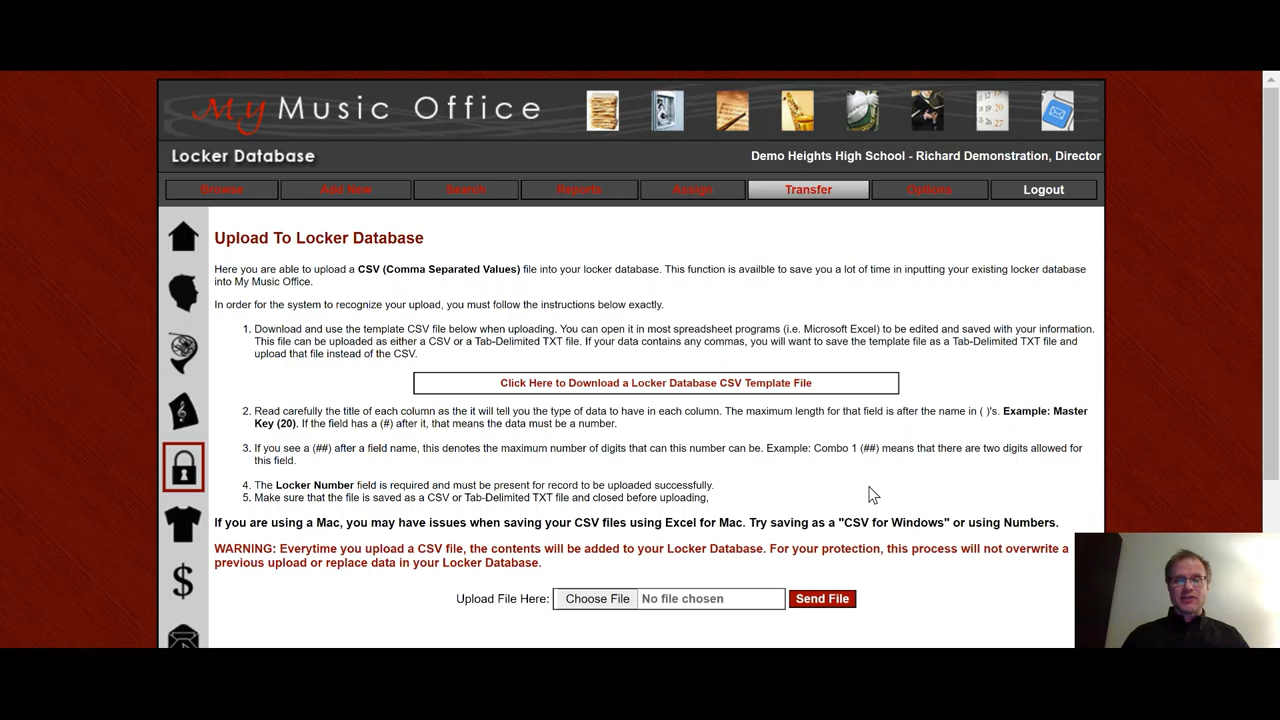 My Music Office
Locker Database
Demo Heights High School - Richard Demonstration, Director
Browse Add New Search Reports Assign Transfer Options Logout
Upload To Locker Database
Here you are able to upload a CSV (Comma Separated Values) file into your locker database. This function is availble to save you a lot of time in inputting your existing locker database
into My Music Office.
In order for the system to recognize your upload, you must follow the instructions below exactly.
1. Download and use the template CSV file below when uploading. You can open it in most spreadsheet programs (i.e. Microsoft Excel) to be edited and saved with your information.
This file can be uploaded as either a CSV or a Tab-Delimited TXT file. If your data contains any commas, you will want to save the template file as a Tab-Delimited TXT file and
upload that file instead of the CSV.
Click Here to Download a Locker Database CSV Template File
2. Read carefully the title of each column as the it will tell you the type of data to have in each column. The maximum length for that field is after the name in ( )'s. Example: Master
Key (20). If the field has a (#) after it, that means the data must be a number.
3. If you see a (##) after a field name, this denotes the maximum number of digits that can this number can be. Example: Combo 1 (##) means that there are two digits allowed for
this field.
4. The Locker Number field is required and must be present for record to be uploaded successfully.
5. Make sure that the file is saved as a CSV or Tab-Delimited TXT file and closed before uploading,
If you are using a Mac, you may have issues when saving your CSV files using Excel for Mac. Try saving as a "CSV for Windows" or using Numbers.
WARNING: Everytime you upload a CSV file, the contents will be added to your Locker Database. For your protection, this process will not overwrite a
previous upload or replace data in your Locker Database.
Upload File Here: Choose File No file chosen Send File